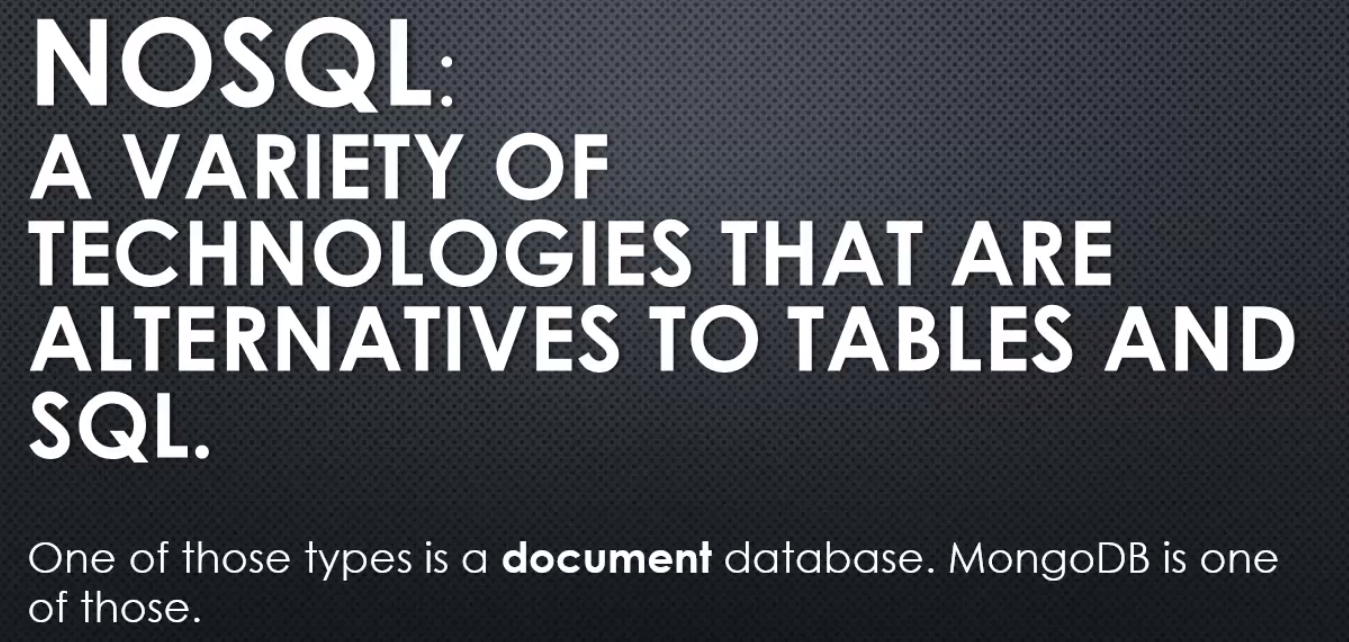 NOSQL:
A VARIETY OF
TECHNOLOGIES THAT ARE
ALTERNATIVES TO TABLES AND
SQL.
One of those types is a document database. MongoDB is one
of those.